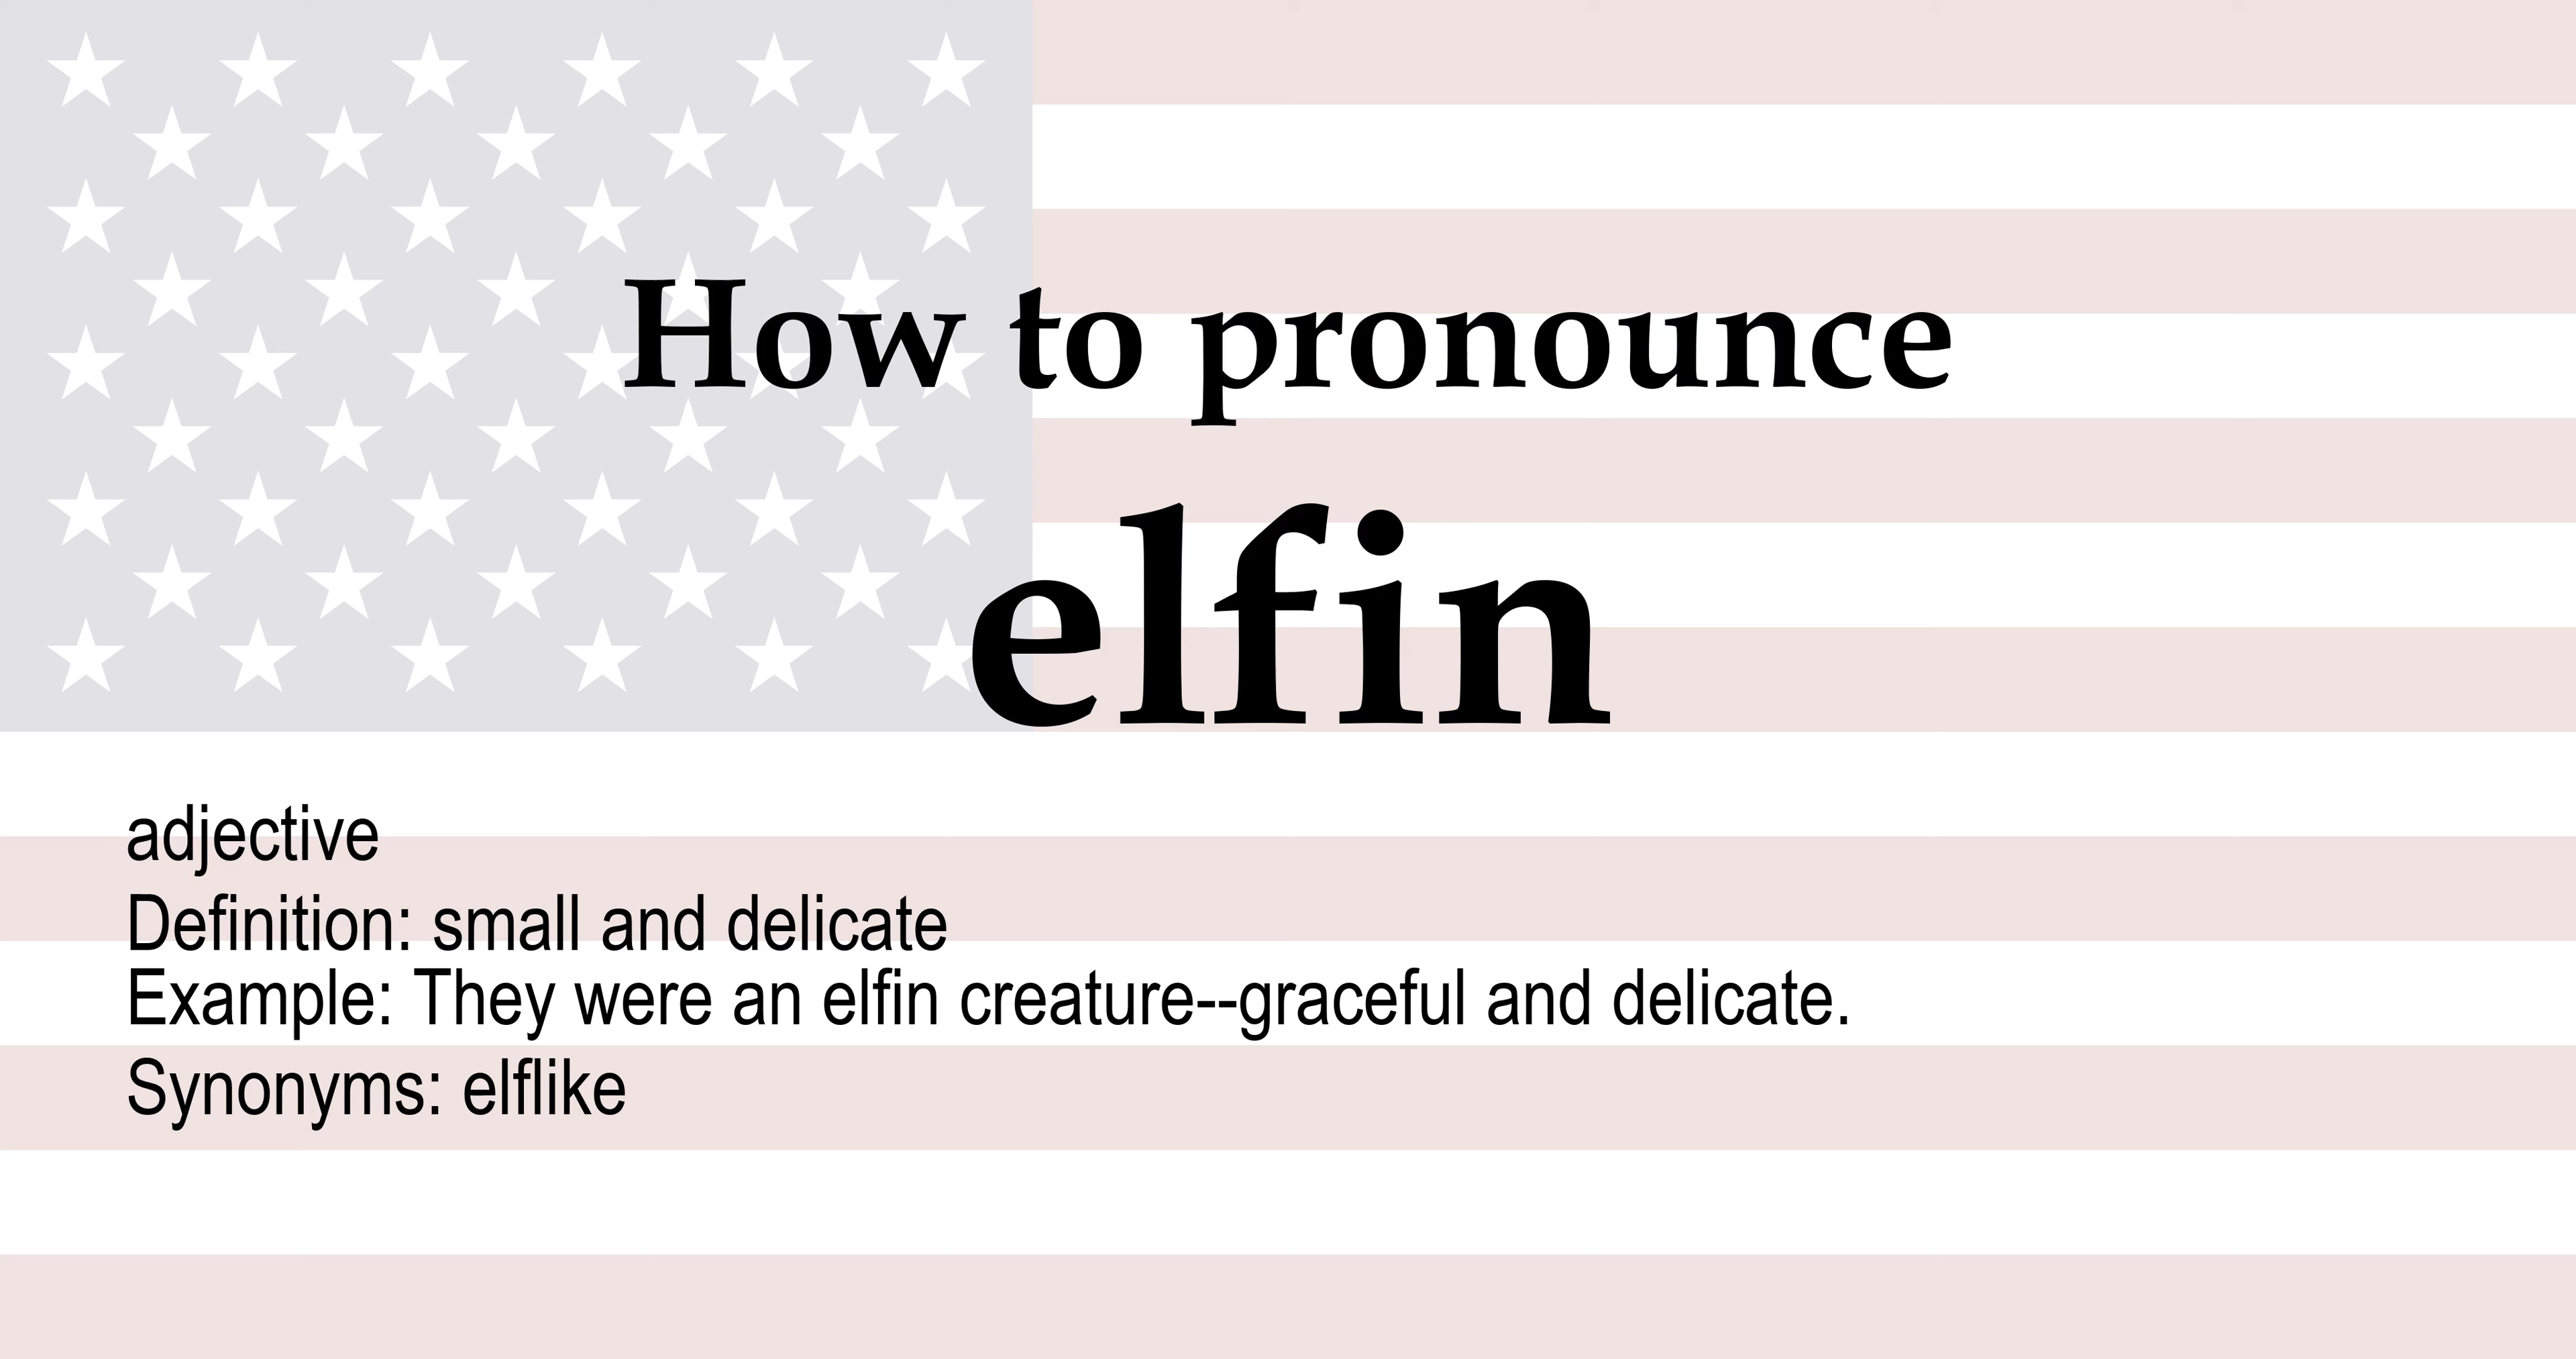 How to pronounce
elfin
adjective
Definition: small and delicate
Example: They were an elfin creature--graceful and delicate.
Synonyms: elflike